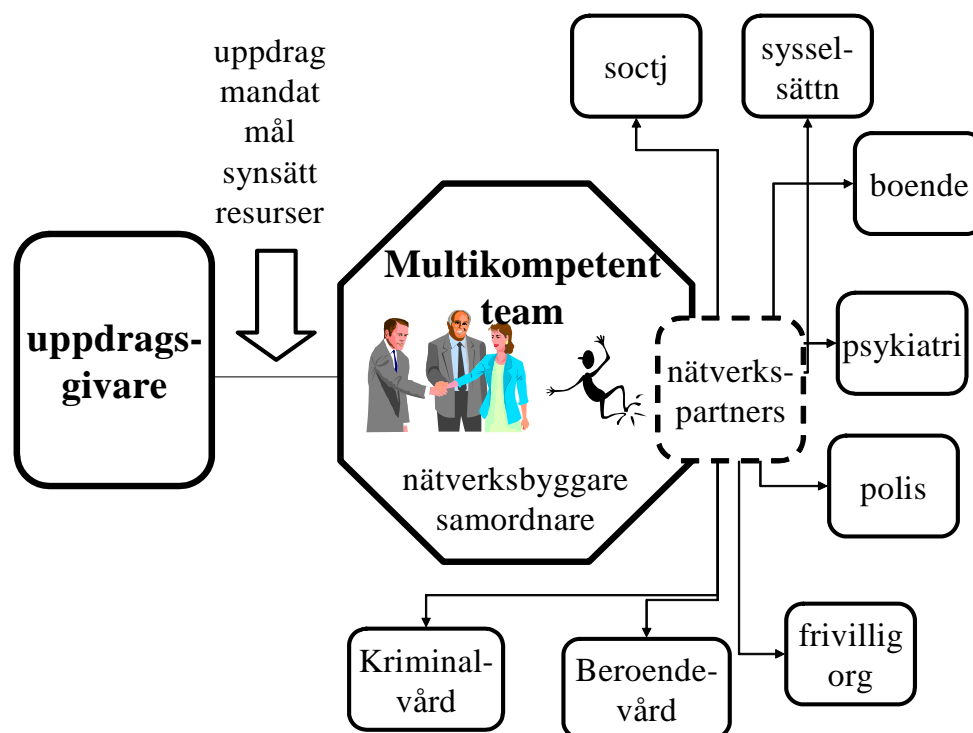 uppdrag
mandat
mål
synsätt
resurser
uppdrags-
givare
Multikompetent
team
nätverksbyggare
samordnare
nätverks-
partners
soctj
syssel-
sättn
boende
psykiatri
polis
frivillig
org
Beroende-
vård
Kriminal-
vård